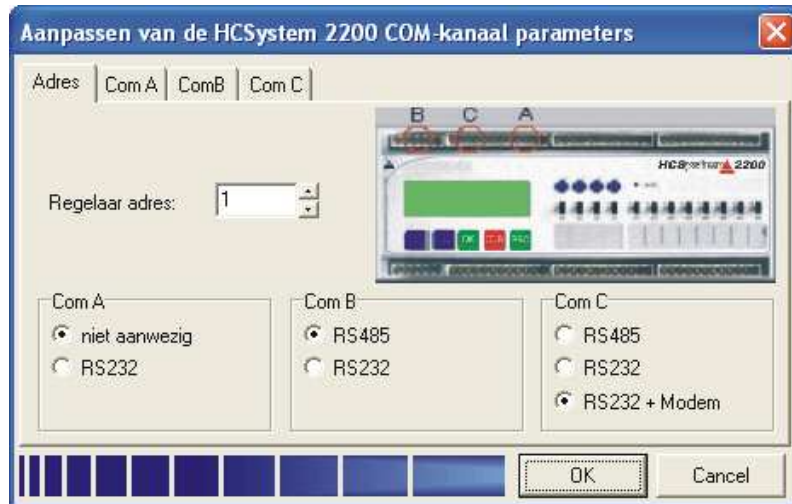 Aanpassen van de HCSystem 2200 COM-kanaal parameters
Adres
Com A
ComB
Com C
B C A
HCSystem 2200
Regelaar adres:
1
OK
Com A
niet aanwezig
RS232
Com B
RS485
RS232
Com C
RS485
RS232
RS232 + Modem
OK
Cancel